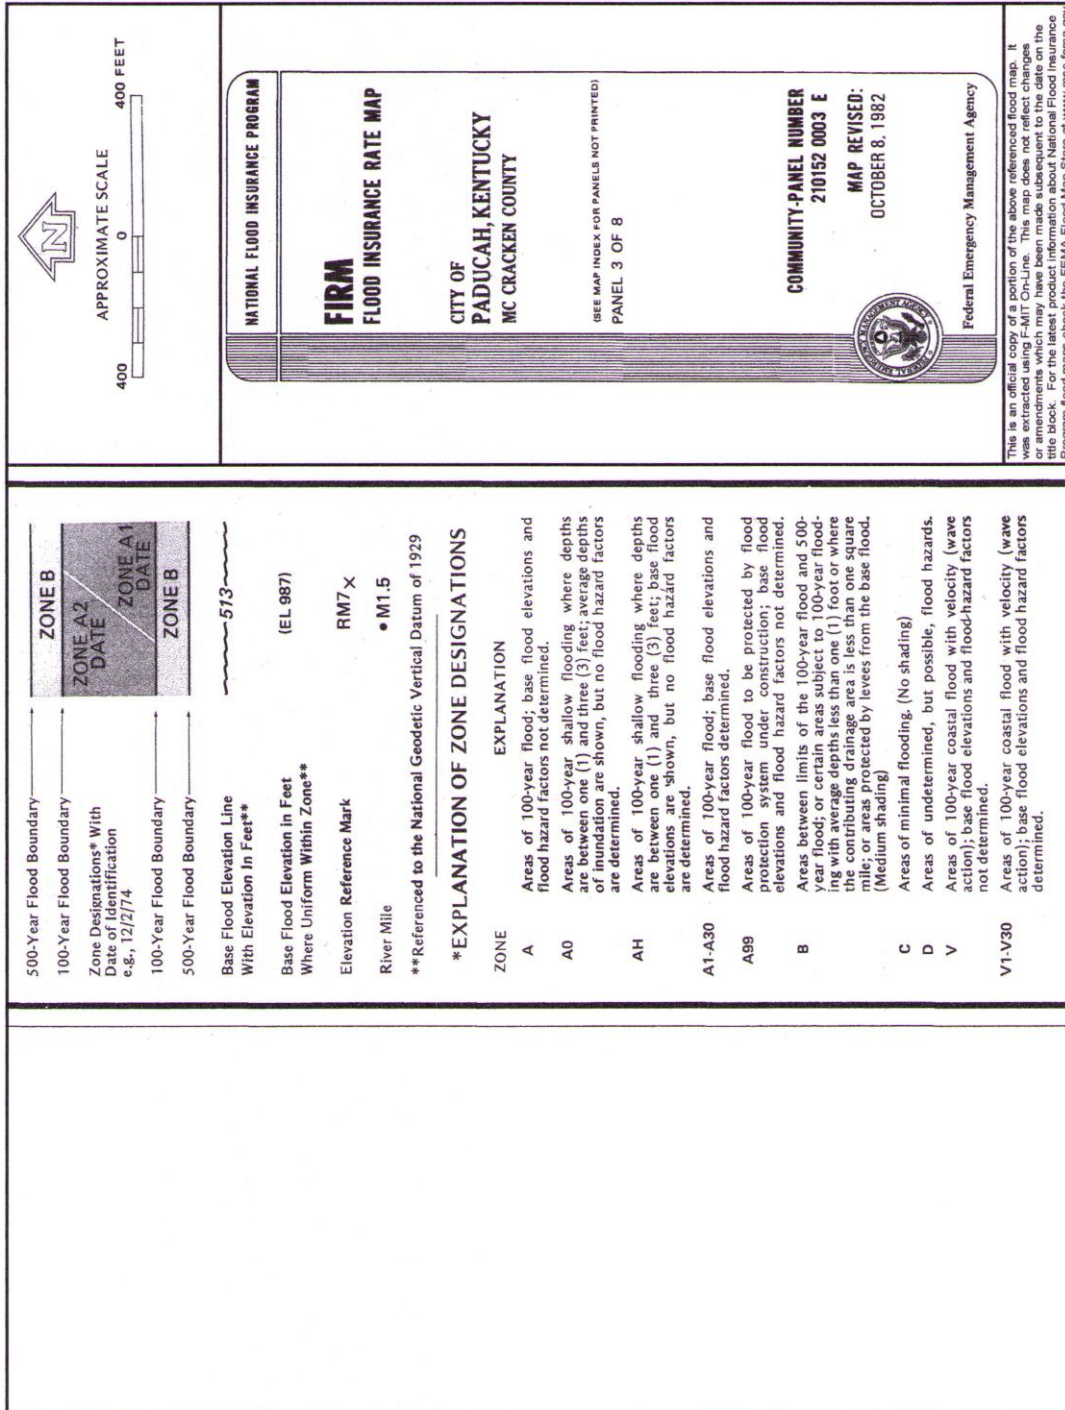 500-Year Flood Boundary
ZONE B
100-Year Flood Boundary
Zone Designations* With
Date of Identification
e.g., 12/2/74
ZONE A2
DATE
ZONE A1
DATE
100-Year Flood Boundary
ZONE B
500-Year Flood Boundary
Base Flood Elevation Line
With Elevation In Feet**
513
Base Flood Elevation in Feet
Where Uniform Within Zone**
(EL 987)
Elevation Reference Mark
RM7×
River Mile
•M1.5
**Referenced to the National Geodetic Vertical Datum of 1929
*EXPLANATION OF ZONE DESIGNATIONS
ZONE EXPLANATION
A Areas of 100-year flood; base flood elevations and
flood hazard factors not determined.
A0 Areas of 100-year shallow flooding where depths
are between one (1) and three (3) feet; average depths
of inundation are shown, but no flood hazard factors
are determined.
AH Areas of 100-year shallow flooding where depths
are between one (1) and three (3) feet; base flood
elevations are shown, but no flood hazard factors
are determined.
A1-A30 Areas of 100-year flood; base flood elevations and
flood hazard factors determined.
A99 Areas of 100-year flood to be protected by flood
protection system under construction; base flood
elevations and flood hazard factors not determined.
B Areas between limits of the 100-year flood and 500-
year flood; or certain areas subject to 100-year flood-
ing with average depths less than one (1) foot or where
the contributing drainage area is less than one square
mile; or areas protected by levees from the base flood.
(Medium shading)
C Areas of minimal flooding. (No shading)
D Areas of undetermined, but possible, flood hazards.
V Areas of 100-year coastal flood with velocity (wave
action); base flood elevations and flood-hazard factors
not determined.
V1-V30 Areas of 100-year coastal flood with velocity (wave
action); base flood elevations and flood hazard factors
determined.
N
APPROXIMATE SCALE
400 0 400 FEET
NATIONAL FLOOD INSURANCE PROGRAM
FIRM
FLOOD INSURANCE RATE MAP
CITY OF
PADUCAH, KENTUCKY
MC CRACKEN COUNTY
(SEE MAP INDEX FOR PANELS NOT PRINTED)
PANEL 3 OF 8
COMMUNITY-PANEL NUMBER
210152 0003 E
MAP REVISED:
OCTOBER 8, 1982
Federal Emergency Management Agency
This is an official copy of a portion of the above referenced flood map. It
was extracted using F-MIT On-Line. This map does not reflect changes
or amendments which may have been made subsequent to the date on the
title block. For the latest product information about National Flood Insurance
Program flood maps check the FEMA Flood Map Store at www.msc.fema.gov